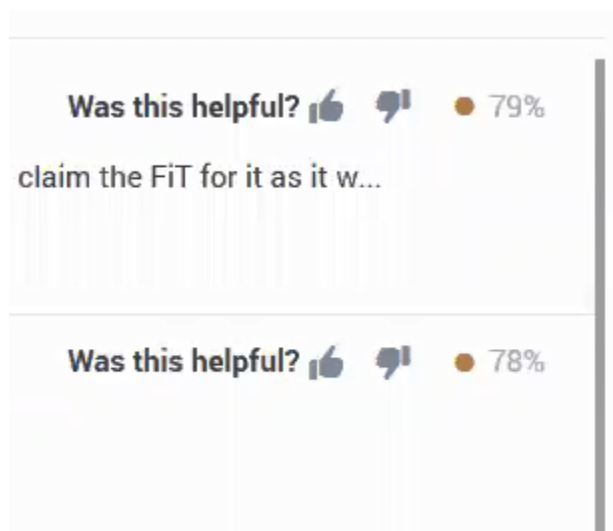 Was this helpful? 79%
claim the FiT for it as it w...
Was this helpful? 78%